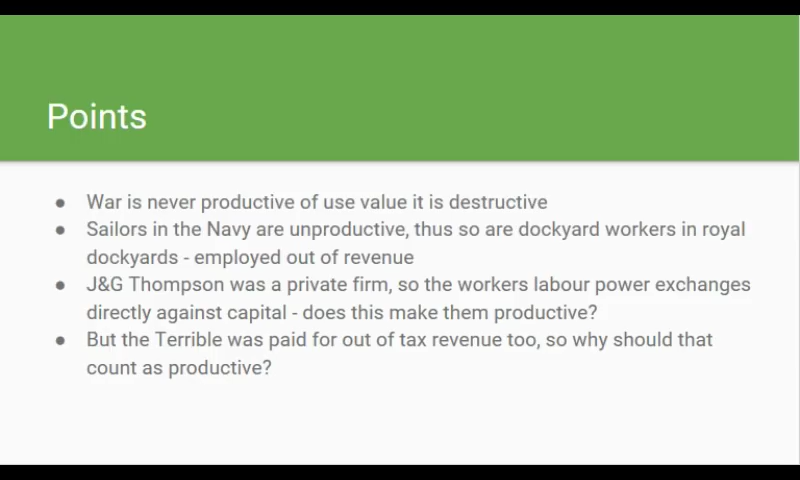 Points
● War is never productive of use value it is destructive
● Sailors in the Navy are unproductive, thus so are dockyard workers in royal
dockyards - employed out of revenue
● J&G Thompson was a private firm, so the workers labour power exchanges
directly against capital - does this make them productive?
● But the Terrible was paid for out of tax revenue too, so why should that
count as productive?